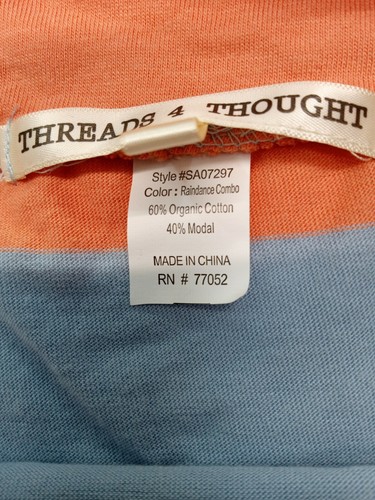 THREADS 4 THOUGHT
Style #SA07297
Color : Raindance Combo
60% Organic Cotton
40% Modal
MADE IN CHINA
RN # 77052